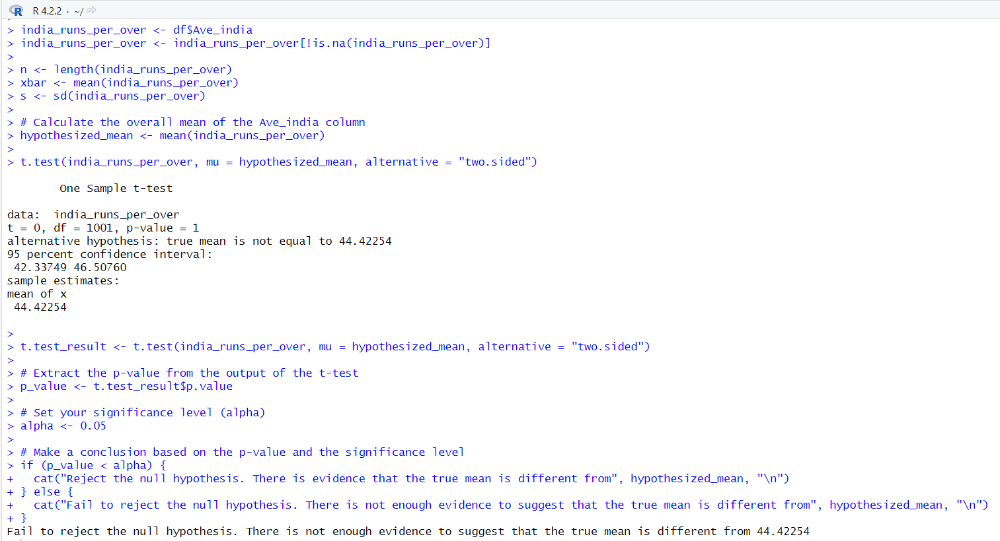 R 4.2.2 · ~/
> india_runs_per_over <- df$Ave_india
> india_runs_per_over <- india_runs_per_over[!is.na(india_runs_per_over)]
>
> n <- length(india_runs_per_over)
> xbar <- mean(india_runs_per_over)
> s <- sd(india_runs_per_over)
>
> # Calculate the overall mean of the Ave_india column
> hypothesized_mean <- mean(india_runs_per_over)
>
> t.test(india_runs_per_over, mu = hypothesized_mean, alternative = "two.sided")

        One Sample t-test

data:  india_runs_per_over
t = 0, df = 1001, p-value = 1
alternative hypothesis: true mean is not equal to 44.42254
95 percent confidence interval:
 42.33749 46.50760
sample estimates:
mean of x
 44.42254

>
> t.test_result <- t.test(india_runs_per_over, mu = hypothesized_mean, alternative = "two.sided")
>
> # Extract the p-value from the output of the t-test
> p_value <- t.test_result$p.value
>
> # Set your significance level (alpha)
> alpha <- 0.05
>
> # Make a conclusion based on the p-value and the significance level
> if (p_value < alpha) {
+   cat("Reject the null hypothesis. There is evidence that the true mean is different from", hypothesized_mean, "\n")
+ } else {
+   cat("Fail to reject the null hypothesis. There is not enough evidence to suggest that the true mean is different from", hypothesized_mean, "\n")
+ }
Fail to reject the null hypothesis. There is not enough evidence to suggest that the true mean is different from 44.42254